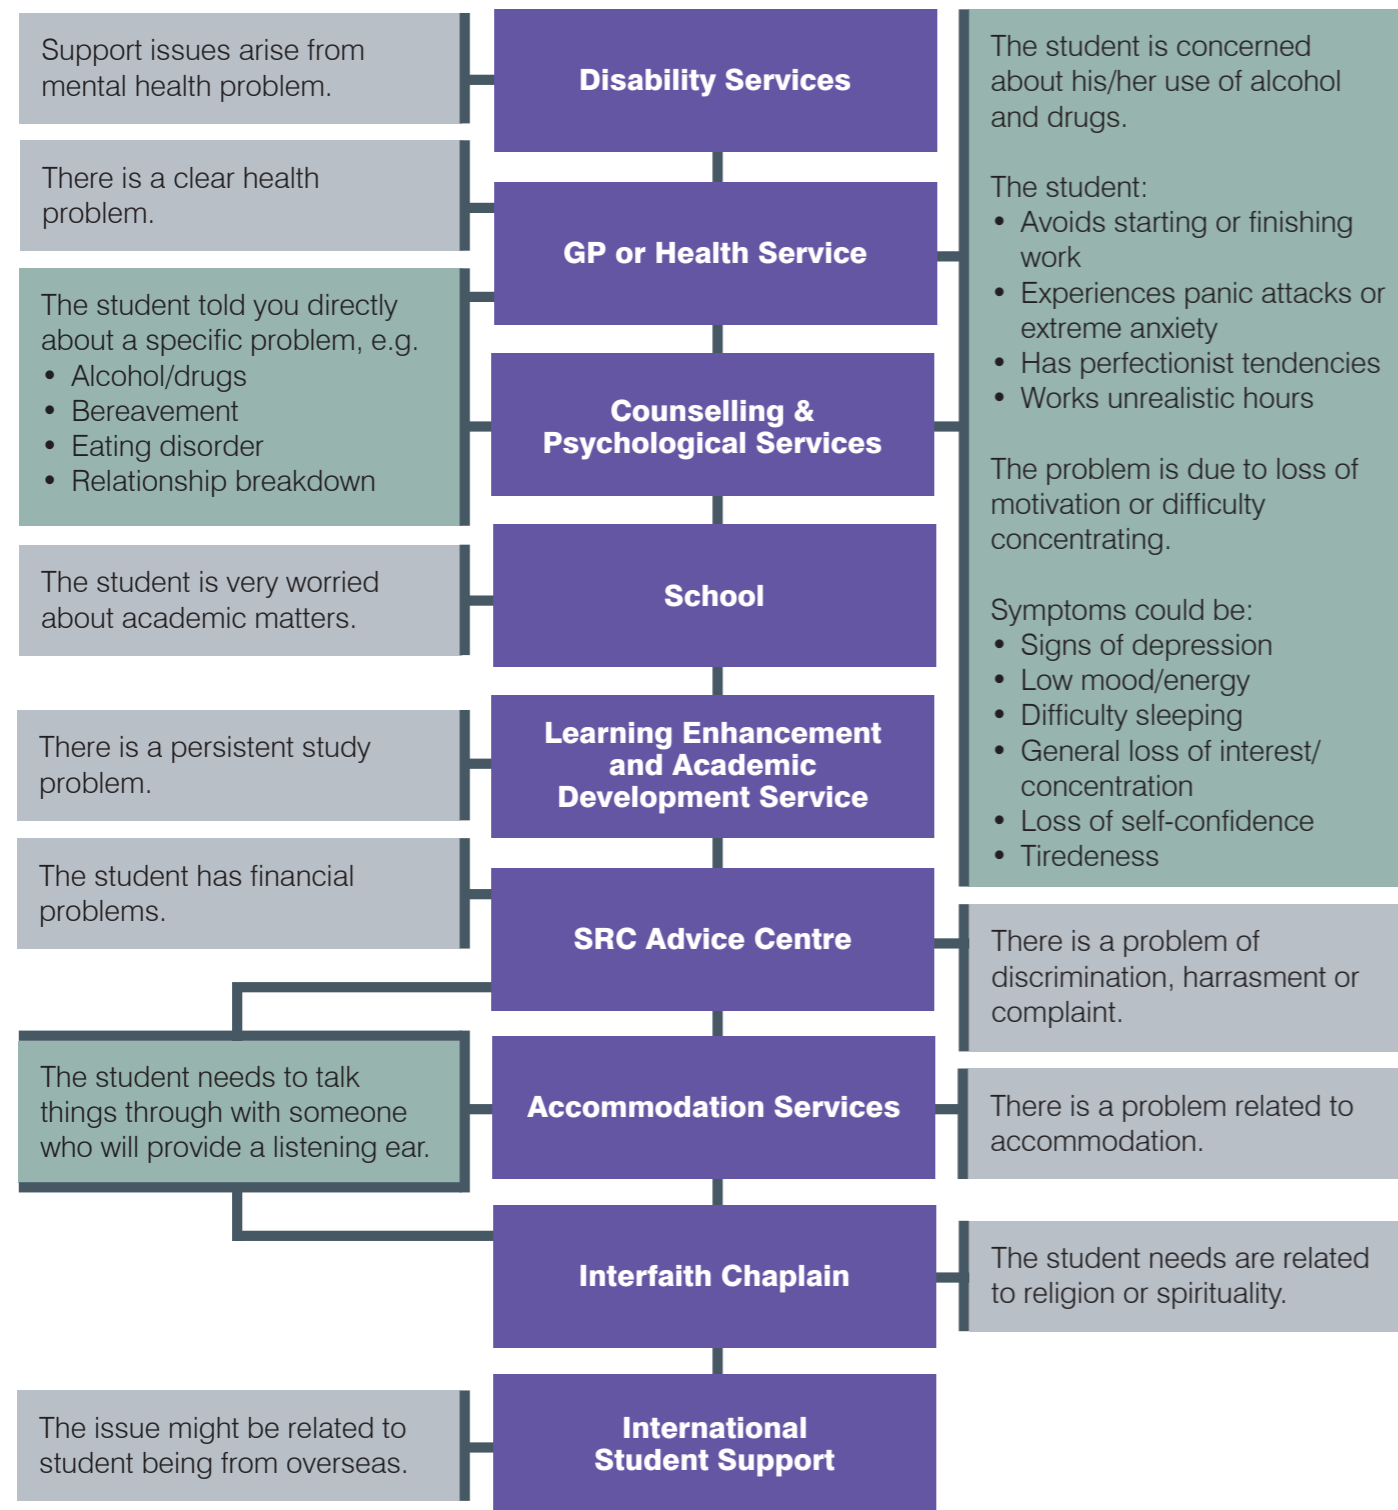 Support issues arise from
mental health problem.
There is a clear health
problem.
The student told you directly
about a specific problem, e.g.
• Alcohol/drugs
• Bereavement
• Eating disorder
• Relationship breakdown
The student is very worried
about academic matters.
There is a persistent study
problem.
The student has financial
problems.
The student needs to talk
things through with someone
who will provide a listening ear.
The issue might be related to
student being from overseas.
Disability Services
GP or Health Service
Counselling &
Psychological Services
School
Learning Enhancement
and Academic
Development Service
SRC Advice Centre
Accommodation Services
Interfaith Chaplain
International
Student Support
The student is concerned
about his/her use of alcohol
and drugs.
The student:
• Avoids starting or finishing
work
• Experiences panic attacks or
extreme anxiety
• Has perfectionist tendencies
• Works unrealistic hours
The problem is due to loss of
motivation or difficulty
concentrating.
Symptoms could be:
• Signs of depression
• Low mood/energy
• Difficulty sleeping
• General loss of interest/
concentration
• Loss of self-confidence
• Tiredeness
There is a problem of
discrimination, harrasment or
complaint.
There is a problem related to
accommodation.
The student needs are related
to religion or spirituality.